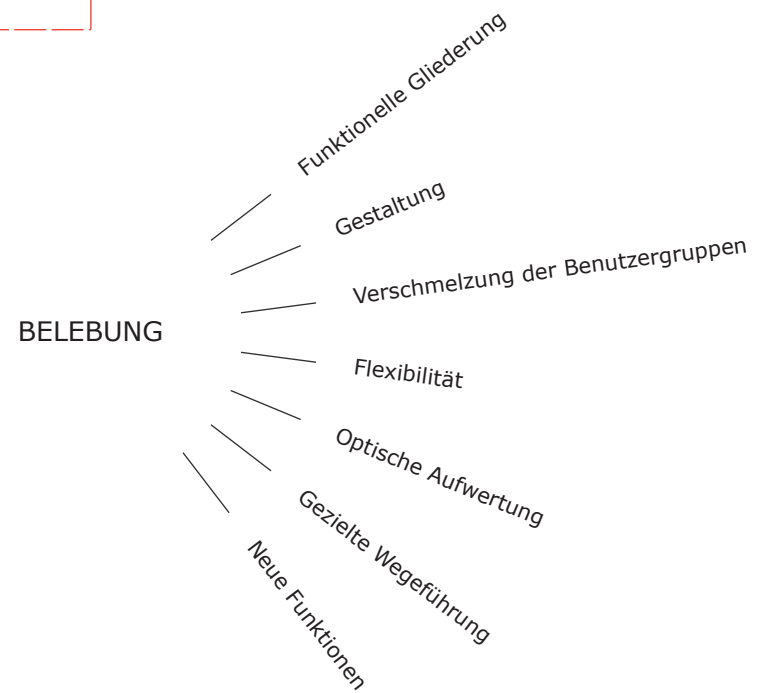 Funktionelle Gliederung
Gestaltung
Verschmelzung der Benutzergruppen
BELEBUNG
Flexibilität
Optische Aufwertung
Gezielte Wegeführung
Neue Funktionen